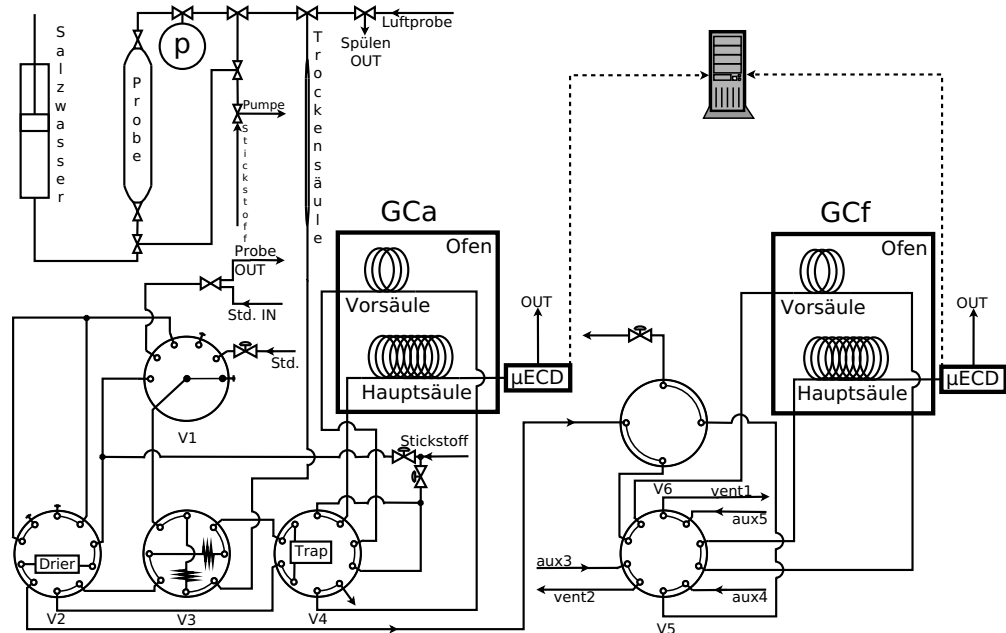 Salzwasser
Probe
p
Luftprobe
Spülen
OUT
Trockensäule
Pumpe
Stickstoff
Probe
OUT
Std. IN
Std.
V1
GCa
Ofen
Vorsäule
Hauptsäule
OUT
µECD
GCf
Ofen
Vorsäule
Hauptsäule
OUT
µECD
Stickstoff
V6
vent1
aux5
aux3
vent2
aux4
V5
Drier
V2
V3
Trap
V4